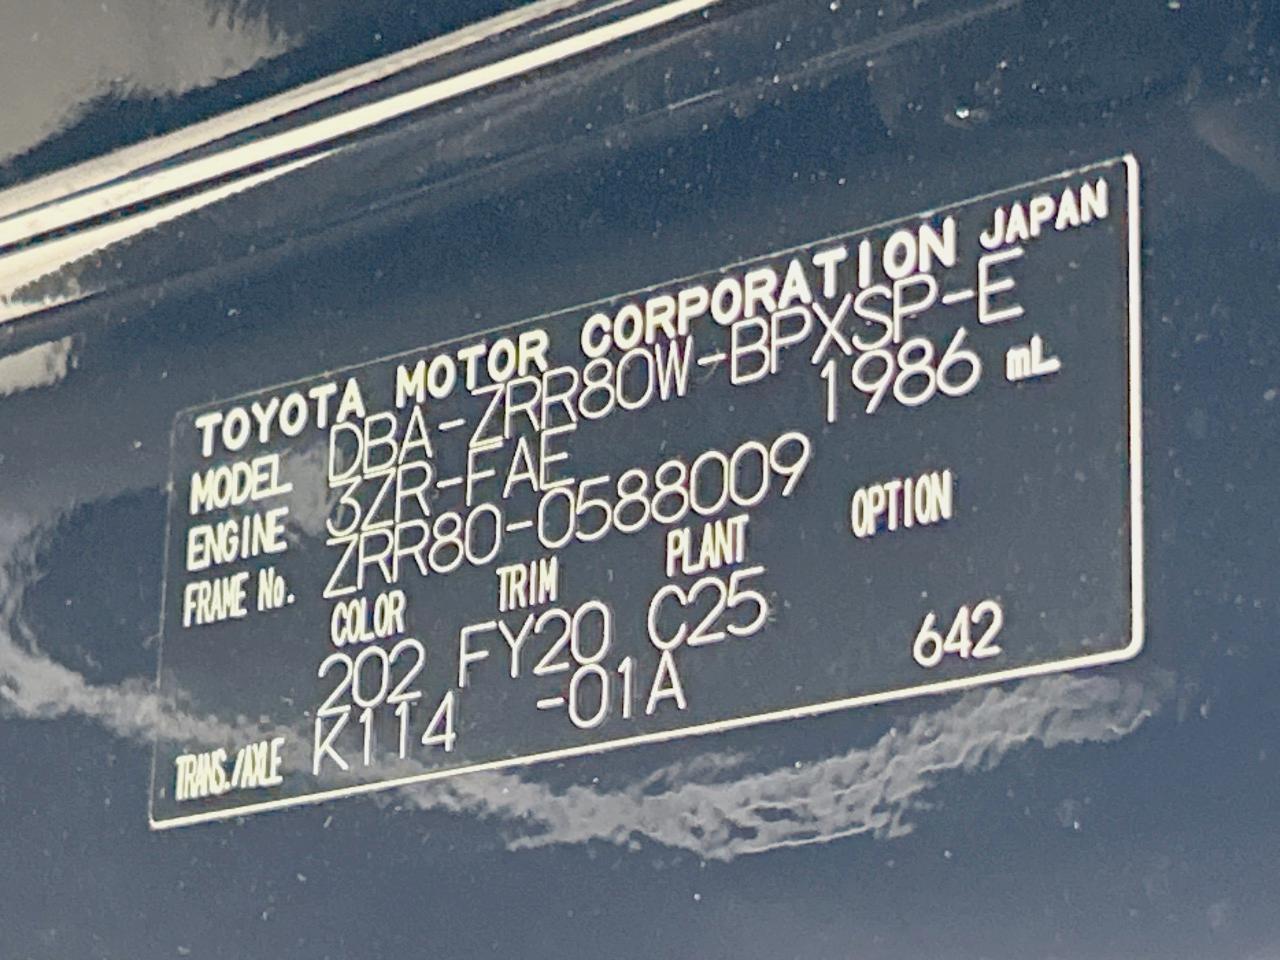 TOYOTA MOTOR CORPORATION JAPAN
MODEL DBA-ZRR80W-BPXSP-E
ENGINE 3ZR-FAE 1986 mL
FRAME No. ZRR80-0588009
COLOR TRIM PLANT OPTION
202 FY20 C25
TRANS./AXLE K114 -01A 642